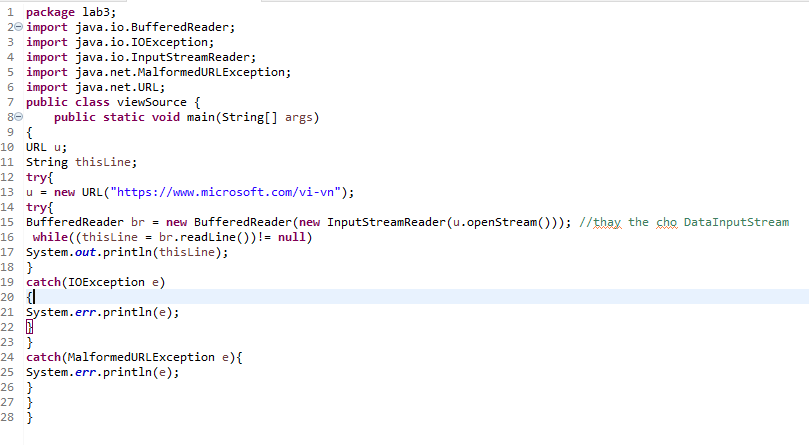 1 package lab3;
2 import java.io.BufferedReader;
3 import java.io.IOException;
4 import java.io.InputStreamReader;
5 import java.net.MalformedURLException;
6 import java.net.URL;
7 public class viewSource {
8     public static void main(String[] args)
9 {
10 URL u;
11 String thisLine;
12 try{
13 u = new URL("https://www.microsoft.com/vi-vn");
14 try{
15 BufferedReader br = new BufferedReader(new InputStreamReader(u.openStream())); //thay the cho DataInputStream
16  while((thisLine = br.readLine())!= null)
17 System.out.println(thisLine);
18 }
19 catch(IOException e)
20 {
21 System.err.println(e);
22 }
23 }
24 catch(MalformedURLException e){
25 System.err.println(e);
26 }
27 }
28 }